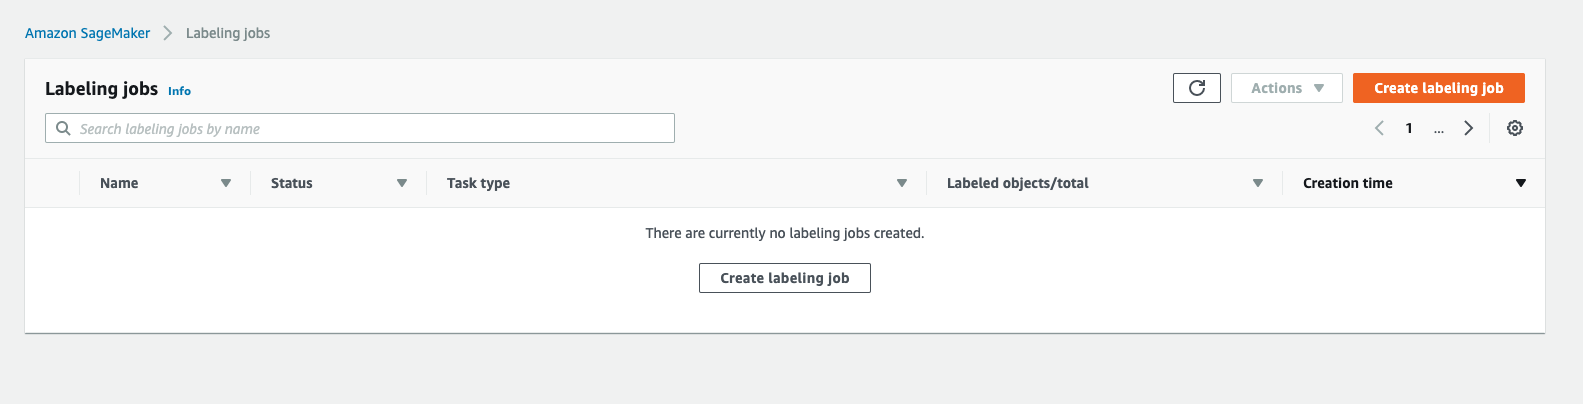 Amazon SageMaker Labeling jobs
Labeling jobs Info
Actions Create labeling job
Search labeling jobs by name
1 ...
Name Status Task type Labeled objects/total Creation time
There are currently no labeling jobs created.
Create labeling job